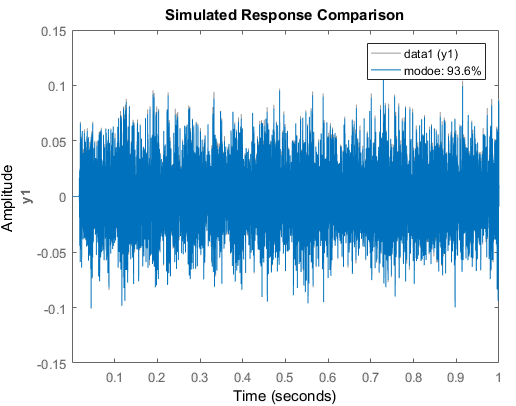 Simulated Response Comparison
0.15
0.1
0.05
0
-0.05
-0.1
-0.15
Amplitude
y1
data1 (y1)
modoe: 93.6%
0.1 0.2 0.3 0.4 0.5 0.6 0.7 0.8 0.9 1
Time (seconds)